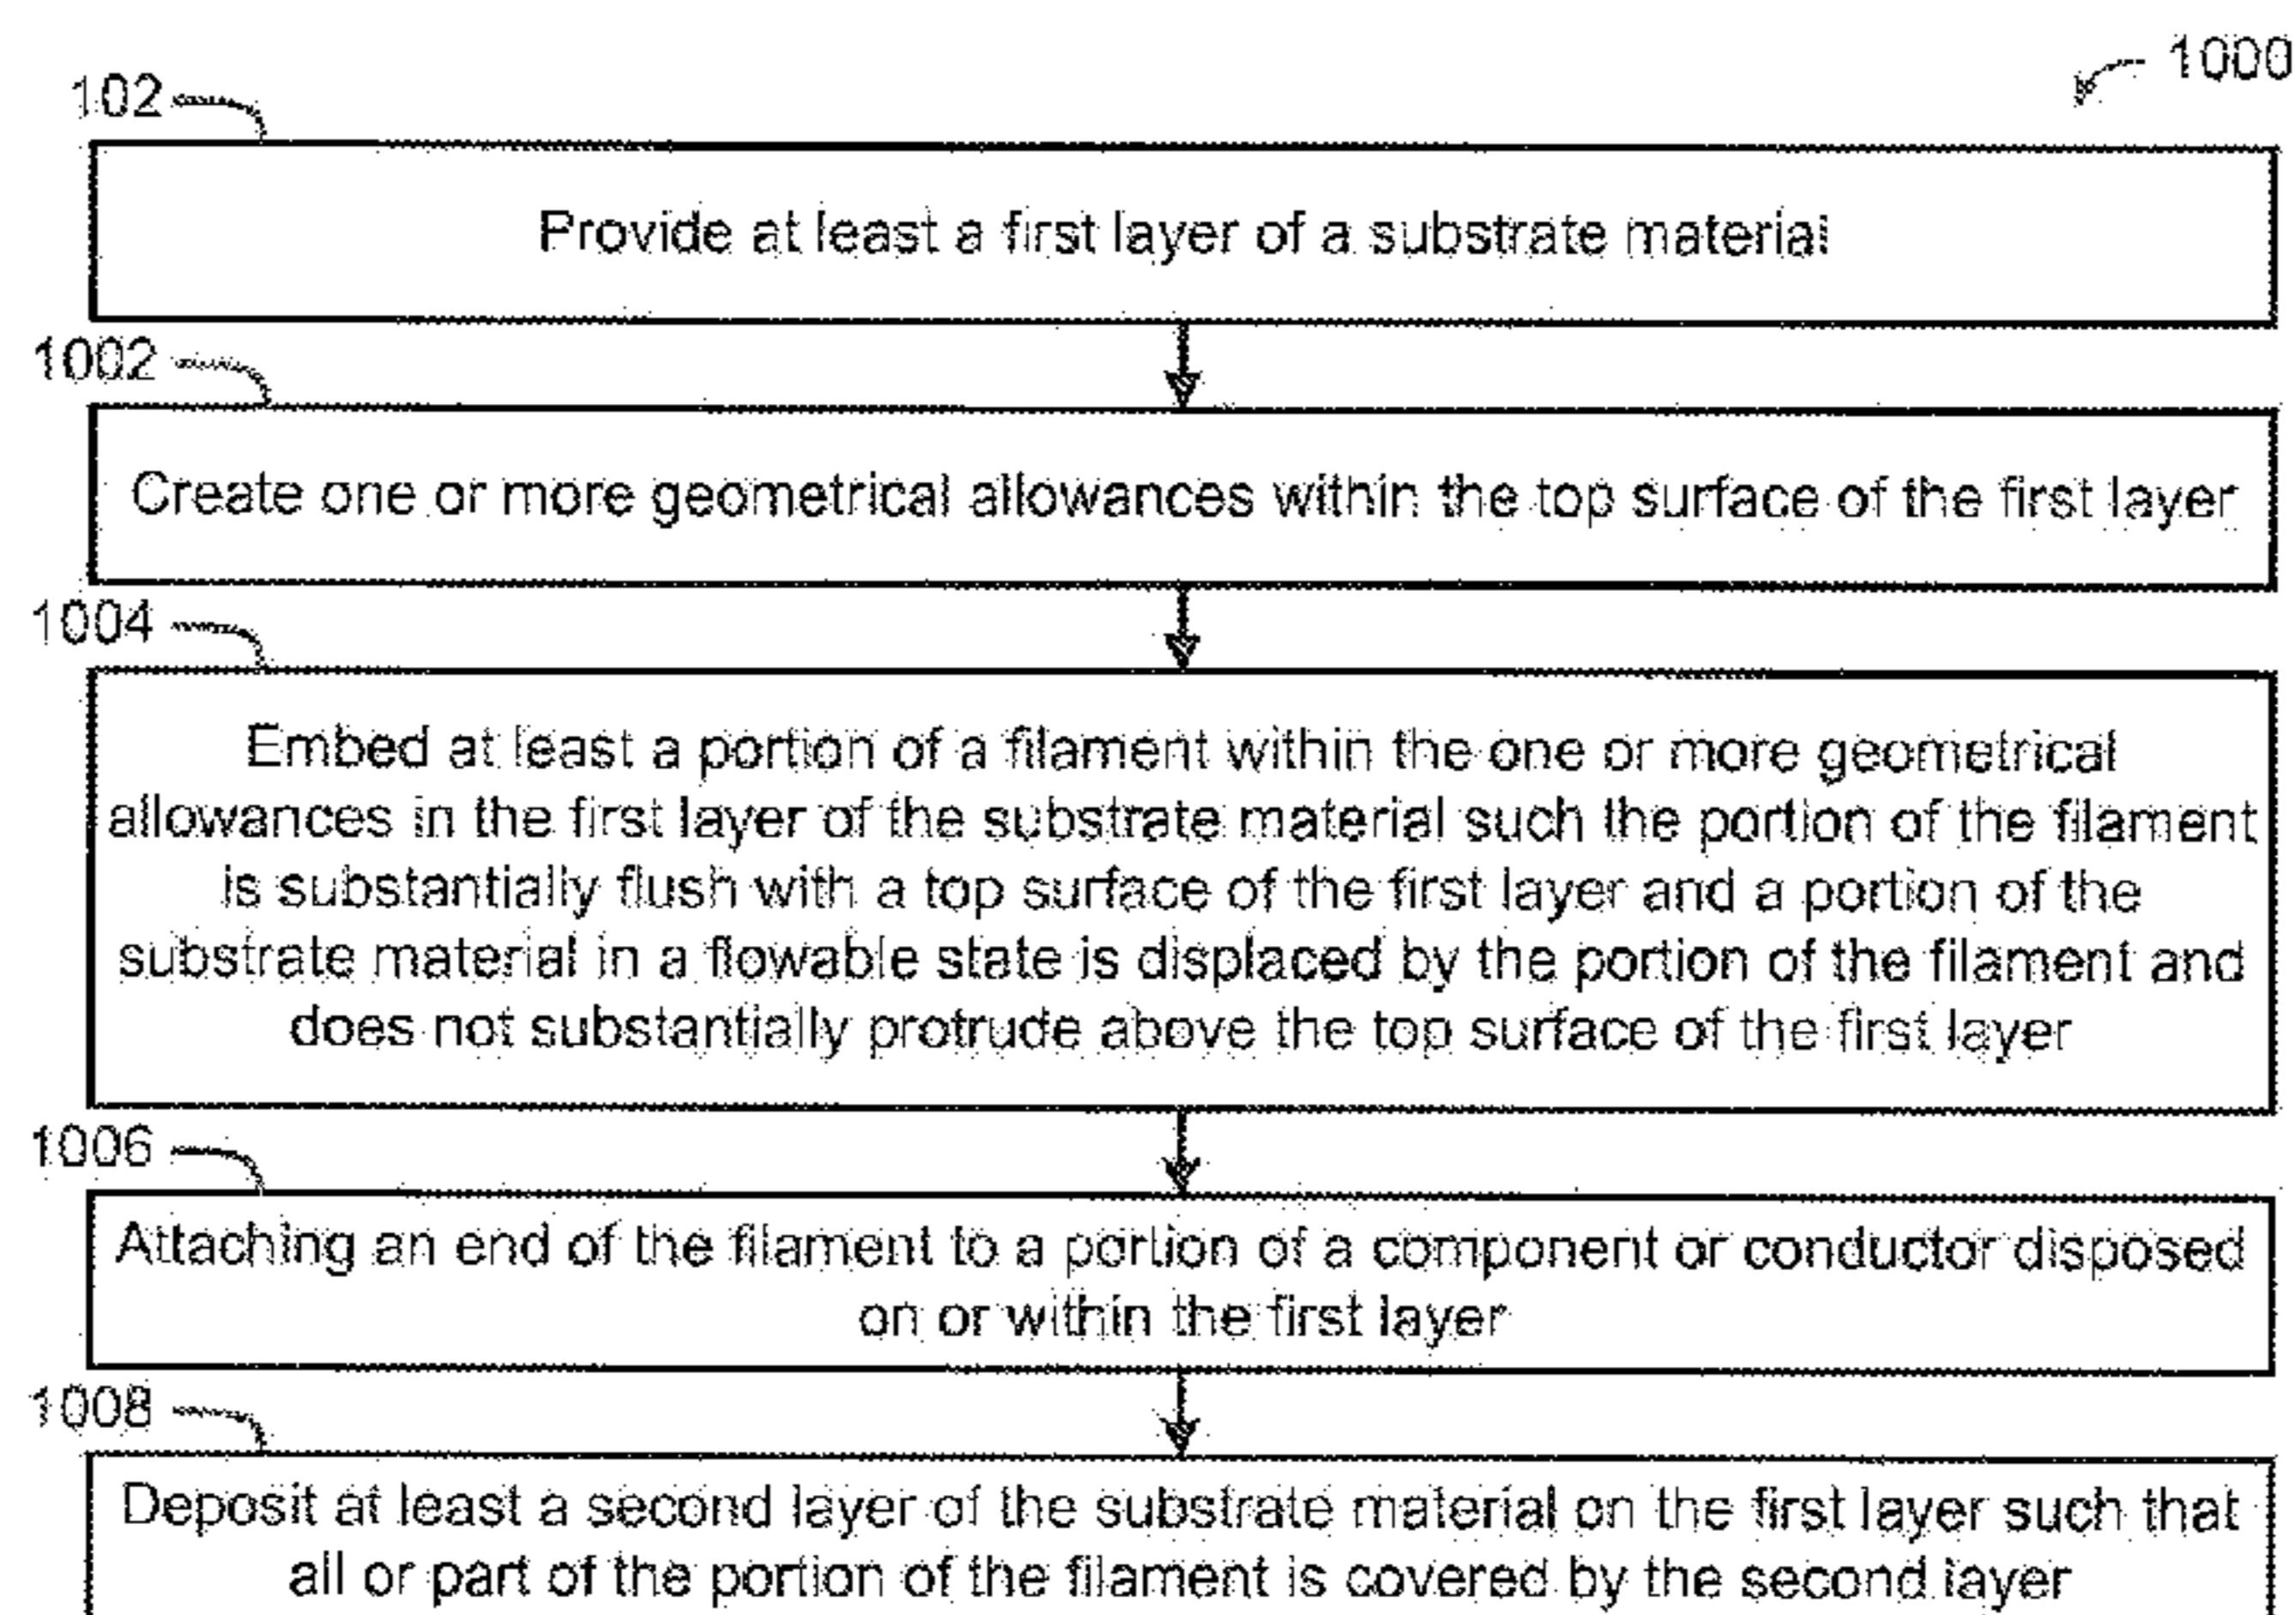 1000
102
Provide at least a first layer of a substrate material
1002
Create one or more geometrical allowances within the top surface of the first layer
1004
Embed at least a portion of a filament within the one or more geometrical
allowances in the first layer of the substrate material such the portion of the filament
is substantially flush with a top surface of the first layer and a portion of the
substrate material in a flowable state is displaced by the portion of the filament and
does not substantially protrude above the top surface of the first layer
1006
Attaching an end of the filament to a portion of a component or conductor disposed
on or within the first layer
1008
Deposit at least a second layer of the substrate material on the first layer such that
all or part of the portion of the filament is covered by the second layer